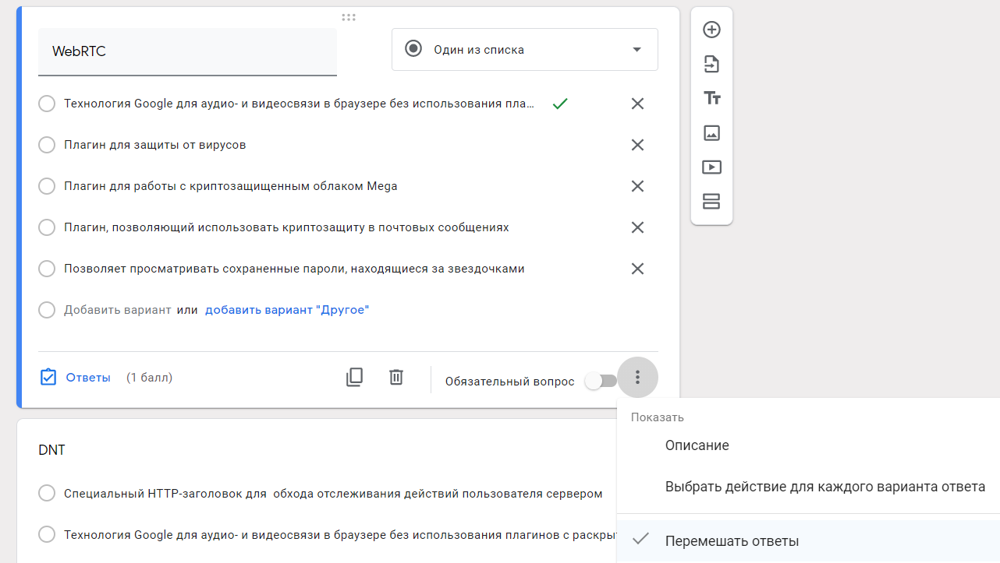 WebRTC
Один из списка
Технология Google для аудио- и видеосвязи в браузере без использования пла...
Плагин для защиты от вирусов
Плагин для работы с криптозащищенным облаком Mega
Плагин, позволяющий использовать криптозащиту в почтовых сообщениях
Позволяет просматривать сохраненные пароли, находящиеся за звездочками
Добавить вариант или добавить вариант "Другое"
Ответы (1 балл)
Обязательный вопрос
Показать
Описание
Выбрать действие для каждого варианта ответа
Перемешать ответы
DNT
Специальный HTTP-заголовок для обхода отслеживания действий пользователя сервером
Технология Google для аудио- и видеосвязи в браузере без использования плагинов с раскры